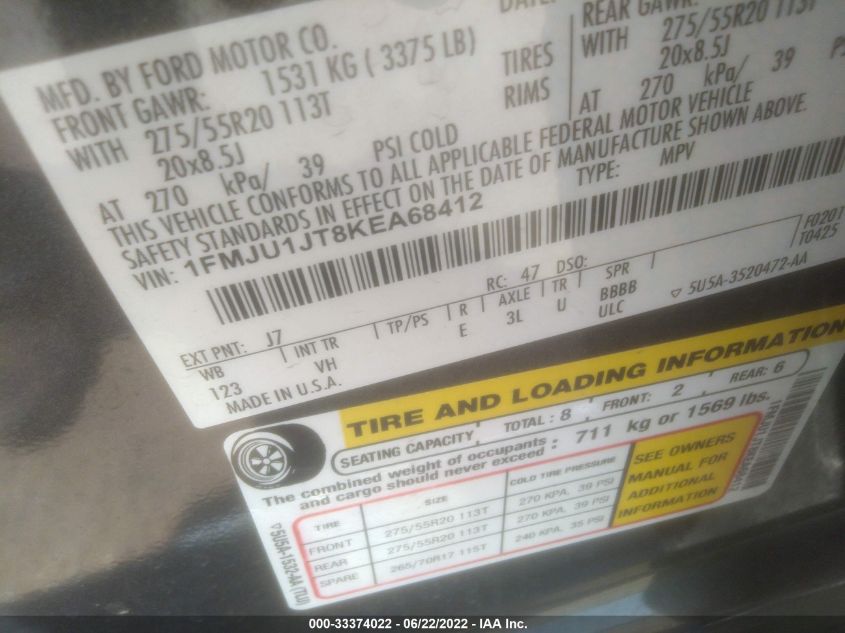 MFD. BY FORD MOTOR CO.
FRONT GAWR: 1531 KG ( 3375 LB)
WITH 275/55R20 113T TIRES
20x8.5J RIMS
AT 270 kPa/ 39 PSI COLD
DATE:
REAR GAWR:
WITH 275/55R20 113T
20x8.5J
AT 270 kPa/ 39
THIS VEHICLE CONFORMS TO ALL APPLICABLE FEDERAL MOTOR VEHICLE
SAFETY STANDARDS IN EFFECT ON THE DATE OF MANUFACTURE SHOWN ABOVE.
VIN: 1FMJU1JT8KEA68412 TYPE: MPV
F0201
T0425
EXT PNT: J7 RC: 47 DSO:
WB INT TR TP/PS R AXLE TR SPR
123 VH E 3L U BBBB
ULC
MADE IN U.S.A. 5U5A-3520472-AA
TIRE AND LOADING INFORMATION
SEATING CAPACITY TOTAL : 8 FRONT: 2 REAR: 6
The combined weight of occupants and cargo should never exceed : 711 kg or 1569 lbs.
TIRE SIZE COLD TIRE PRESSURE
FRONT 275/55R20 113T 270 KPA, 39 PSI
REAR 275/55R20 113T 270 KPA, 39 PSI
SPARE 265/70R17 115T 240 KPA, 35 PSI
SEE OWNERS
MANUAL FOR
ADDITIONAL
INFORMATION
5U5A-1532-AA (TLI)
000-33374022 - 06/22/2022 - IAA Inc.